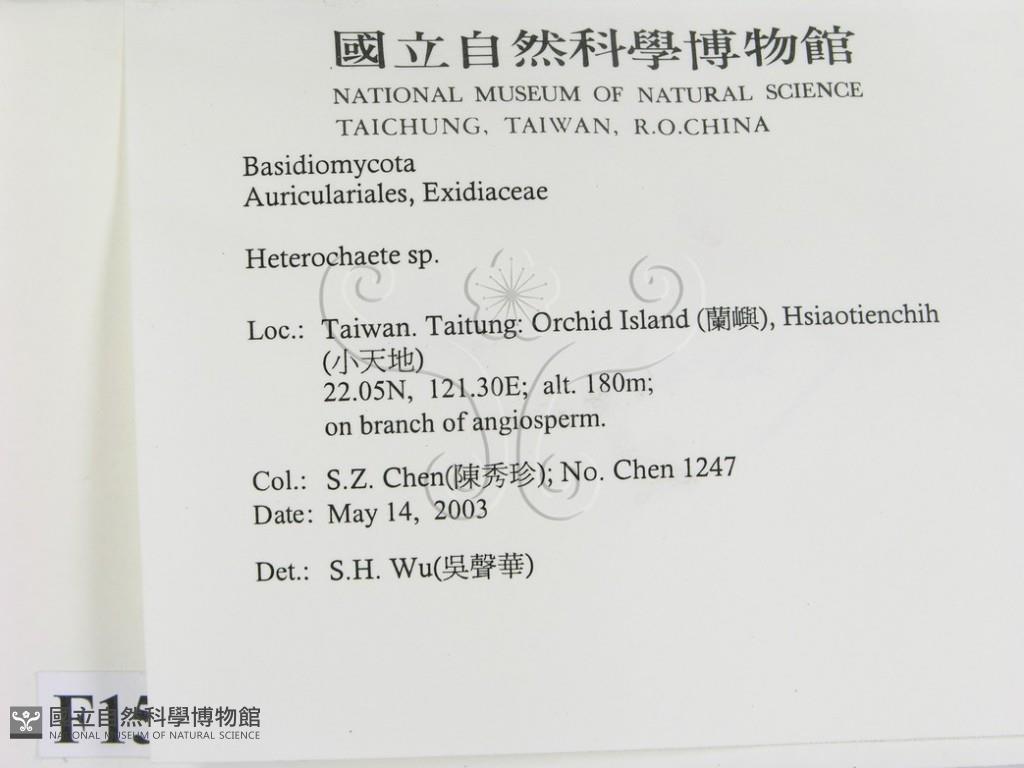 國立自然科學博物館
NATIONAL MUSEUM OF NATURAL SCIENCE
TAICHUNG, TAIWAN, R.O.CHINA
Basidiomycota
Auriculariales, Exidiaceae
Heterochaete sp.
Loc.: Taiwan. Taitung: Orchid Island (蘭嶼), Hsiaotienchih
(小天地)
22.05N, 121.30E; alt. 180m;
on branch of angiosperm.
Col.: S.Z. Chen(陳秀珍); No. Chen 1247
Date: May 14, 2003
Det.: S.H. Wu(吳聲華)
F15
國立自然科學博物館
NATIONAL MUSEUM OF NATURAL SCIENCE